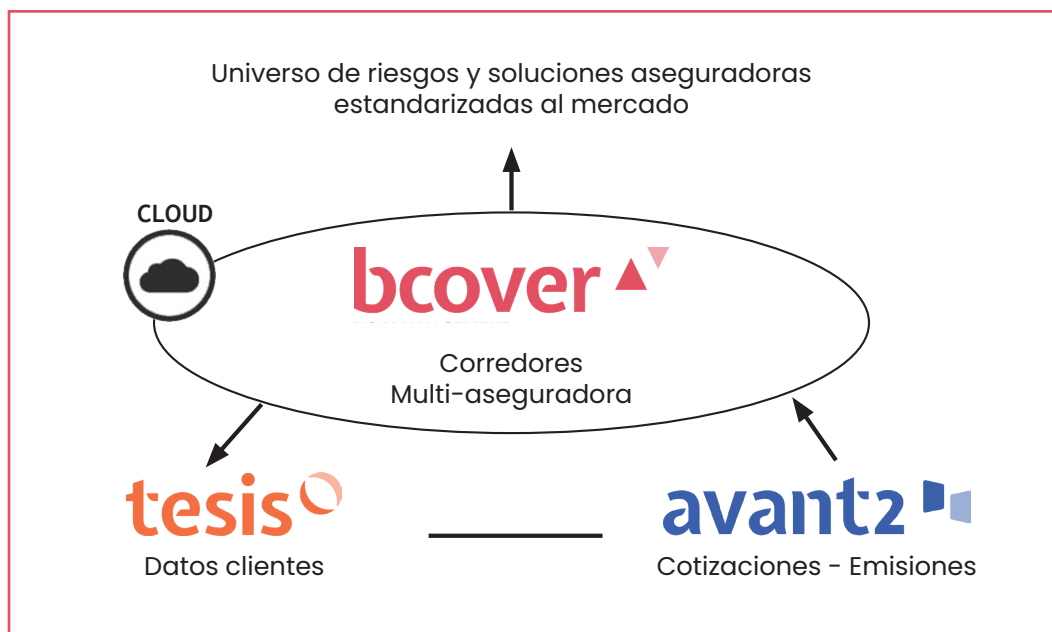 Universo de riesgos y soluciones aseguradoras
estandarizadas al mercado
CLOUD
bcover
Corredores
Multi-aseguradora
tesis
Datos clientes
avant2
Cotizaciones - Emisiones